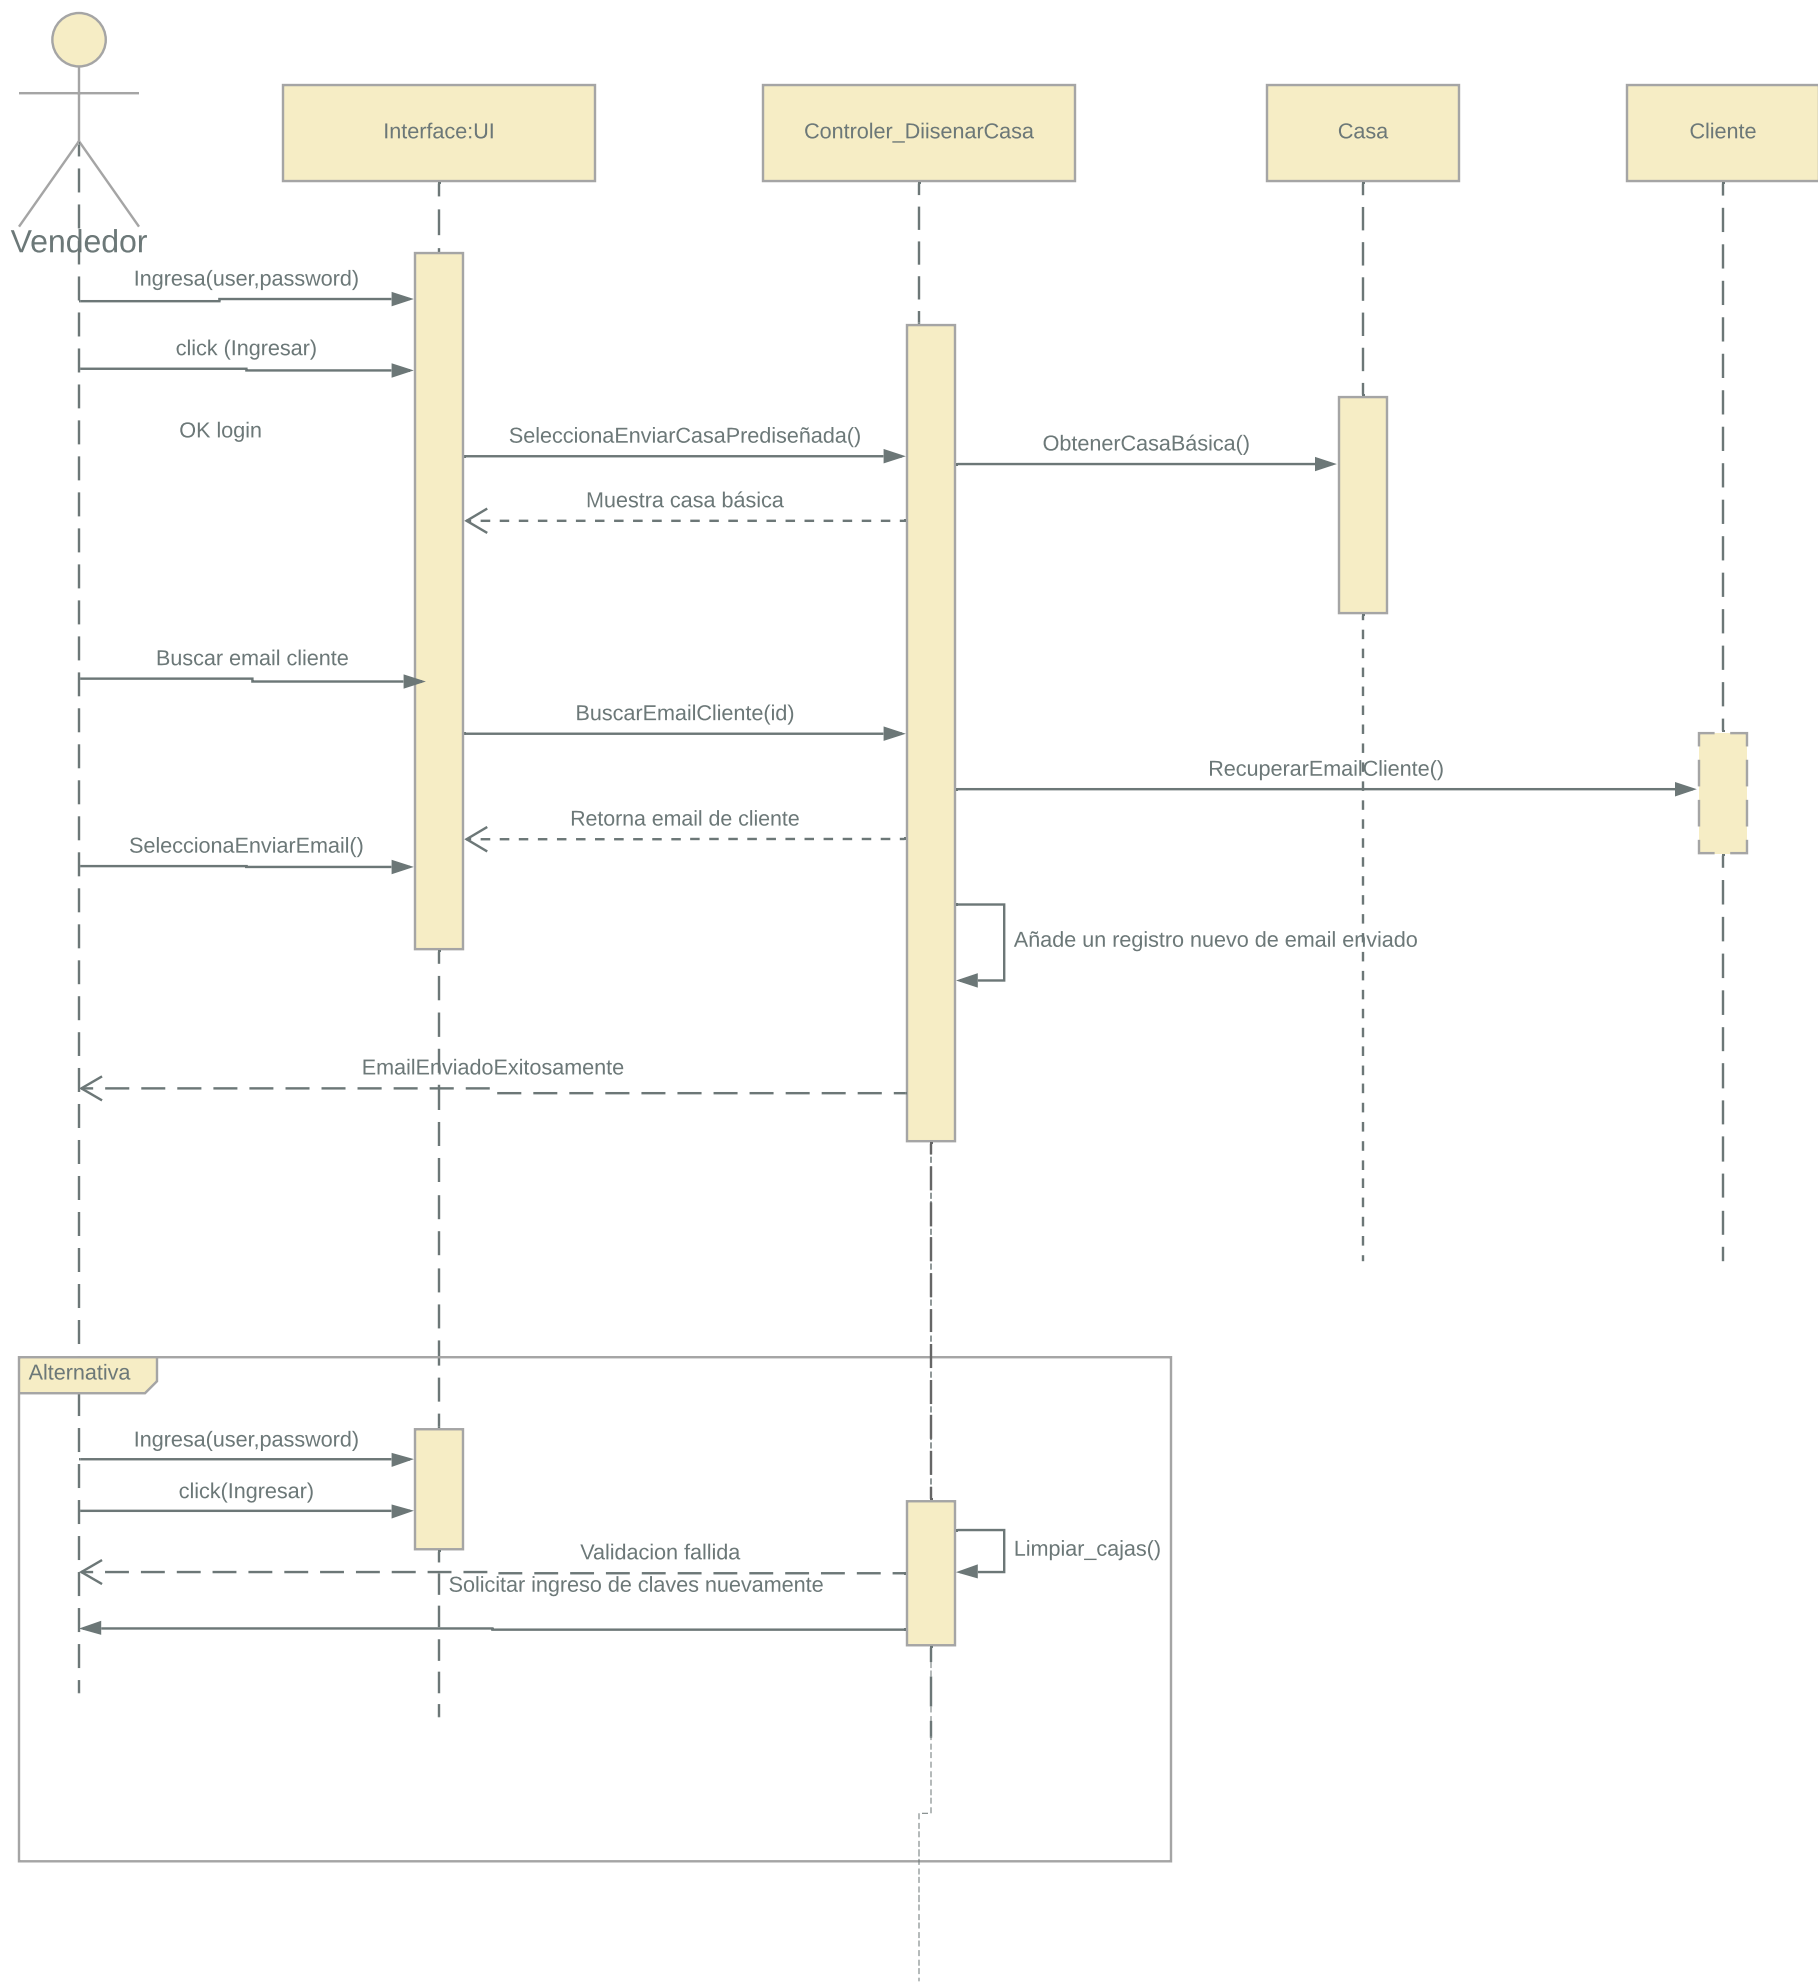 Vendedor
Interface:UI
Controler_DiisenarCasa
Casa
Cliente
Ingresa(user,password)
click (Ingresar)
OK login
SeleccionaEnviarCasaPrediseñada()
ObtenerCasaBásica()
Muestra casa básica
Buscar email cliente
BuscarEmailCliente(id)
RecuperarEmailCliente()
Retorna email de cliente
SeleccionaEnviarEmail()
Añade un registro nuevo de email enviado
EmailEnviadoExitosamente
Alternativa
Ingresa(user,password)
click(Ingresar)
Limpiar_cajas()
Validacion fallida
Solicitar ingreso de claves nuevamente